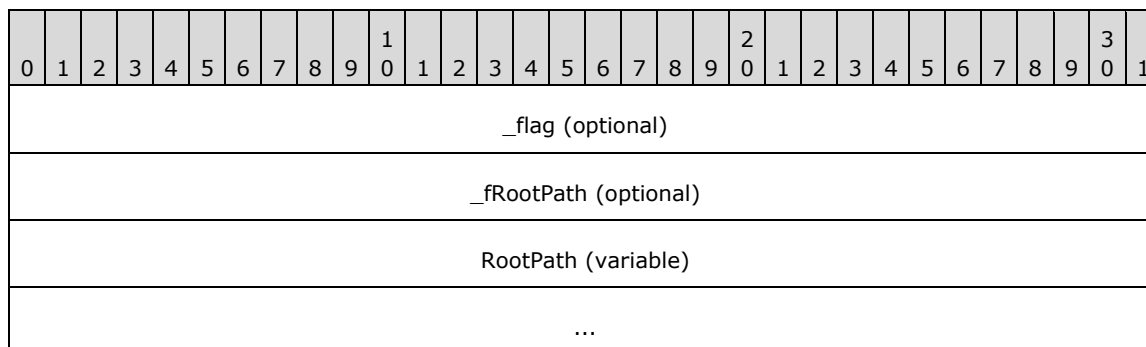 0 1 2 3 4 5 6 7 8 9 1 0 1 2 3 4 5 6 7 8 9 2 0 1 2 3 4 5 6 7 8 9 3 0 1
_flag (optional)
_fRootPath (optional)
RootPath (variable)
...